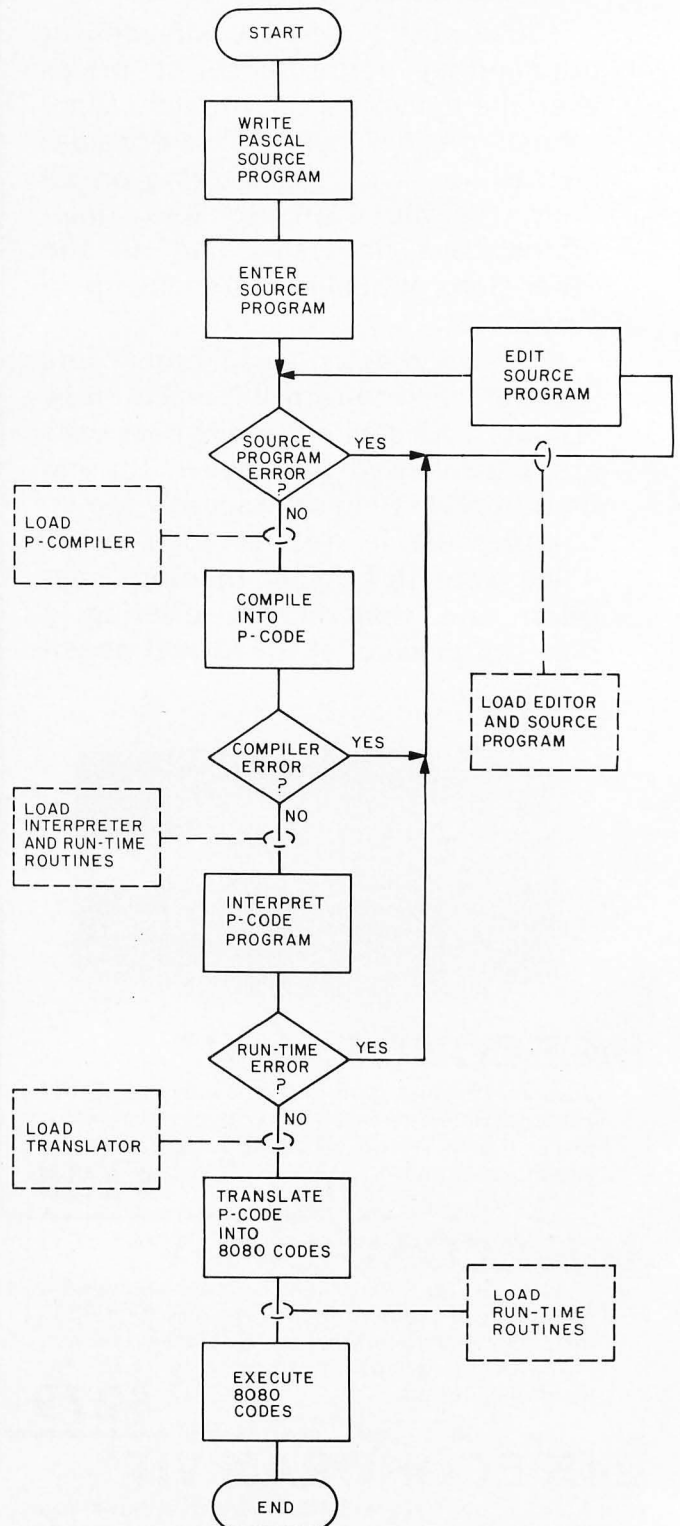 START
WRITE
PASCAL
SOURCE
PROGRAM
ENTER
SOURCE
PROGRAM
EDIT
SOURCE
PROGRAM
SOURCE
PROGRAM
ERROR
?
YES
NO
LOAD
P-COMPILER
COMPILE
INTO
P-CODE
LOAD EDITOR
AND SOURCE
PROGRAM
COMPILER
ERROR
?
YES
NO
LOAD
INTERPRETER
AND RUN-TIME
ROUTINES
INTERPRET
P-CODE
PROGRAM
RUN-TIME
ERROR
?
YES
NO
LOAD
TRANSLATOR
TRANSLATE
P-CODE
INTO
8080 CODES
LOAD
RUN-TIME
ROUTINES
EXECUTE
8080
CODES
END